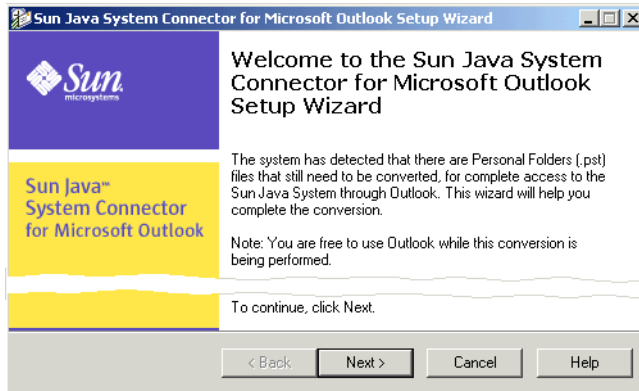 Sun Java System Connector for Microsoft Outlook Setup Wizard
Sun
microsystems
Welcome to the Sun Java System
Connector for Microsoft Outlook
Setup Wizard
Sun Java™
System Connector
for Microsoft Outlook
The system has detected that there are Personal Folders (.pst)
files that still need to be converted, for complete access to the
Sun Java System through Outlook. This wizard will help you
complete the conversion.
Note: You are free to use Outlook while this conversion is
being performed.
To continue, click Next.
< Back
Next >
Cancel
Help